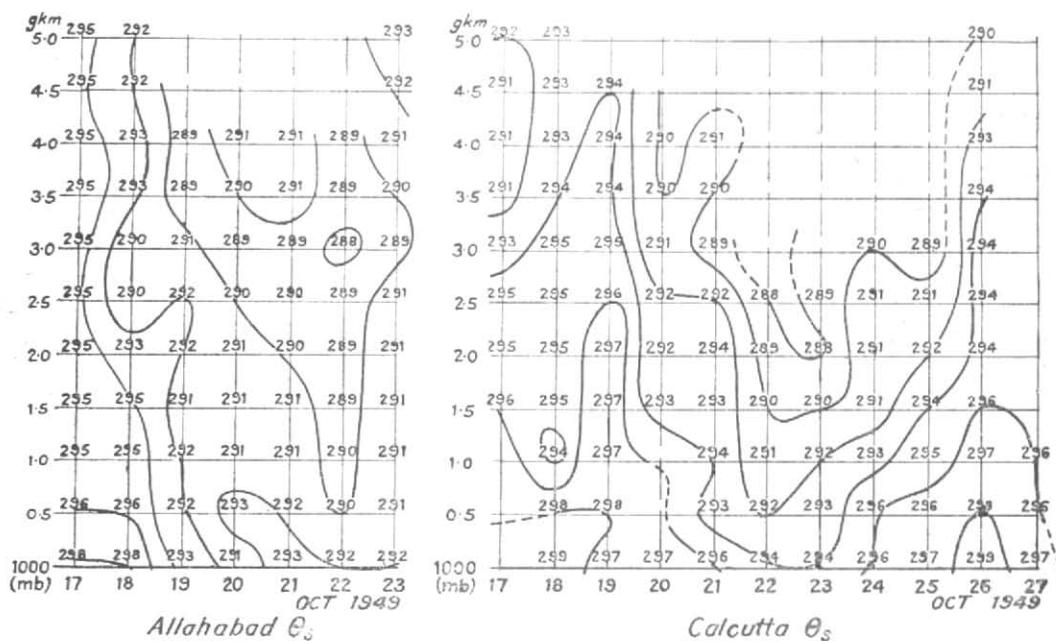 gkm
5.0 295 292 293
4.5 295 292 292
4.0 295 293 289 291 291 289 291
3.5 295 293 289 290 291 289 290
3.0 295 290 291 289 289 288 289
2.5 295 290 292 290 290 289 291
2.0 295 293 292 291 290 289 291
1.5 295 295 291 291 291 289 291
1.0 295 295 292 291 291 290 291
0.5 296 296 292 293 292 290 291
1000 298 298 293 291 293 292 292
(mb) 17 18 19 20 21 22 23
OCT 1949
Allahabad θs
gkm
5.0 292 293 290
4.5 291 293 294 291
4.0 291 293 294 290 291 293
3.5 291 294 294 290 290 294
3.0 293 295 295 291 289 290 289 294
2.5 295 295 296 292 292 288 289 291 291 294
2.0 295 295 297 292 294 289 288 291 292 294
1.5 296 295 297 293 293 290 290 291 294 296
1.0 294 297 294 291 292 293 295 297 296
0.5 298 298 293 292 293 296 296 298 296
1000 299 297 297 296 294 294 296 297 299 297
(mb) 17 18 19 20 21 22 23 24 25 26 27
OCT 1949
Calcutta θs